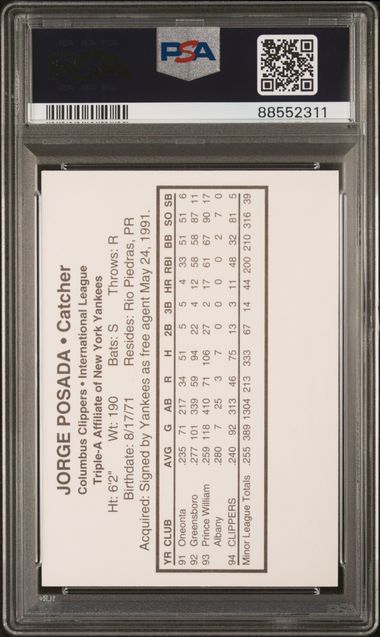 PSA
88552311
JORGE POSADA • Catcher
Columbus Clippers • International League
Triple-A Affiliate of New York Yankees
Ht: 6'2" Wt: 190 Bats: S Throws: R
Birthdate: 8/17/71 Resides: Rio Piedras, PR
Acquired: Signed by Yankees as free agent May 24, 1991.
YR CLUB AVG G AB R H 2B 3B HR RBI BB SO SB
91 Oneonta .235 71 217 34 51 5 5 4 33 51 51 6
92 Greensboro .277 101 339 59 94 22 4 12 58 58 87 11
93 Prince William .259 118 410 71 106 27 2 17 61 67 90 17
Albany .280 7 25 3 7 0 0 0 0 2 7 0
94 CLIPPERS .240 92 313 46 75 13 3 11 48 32 81 5
Minor League Totals .255 389 1304 213 333 67 14 44 200 210 316 39